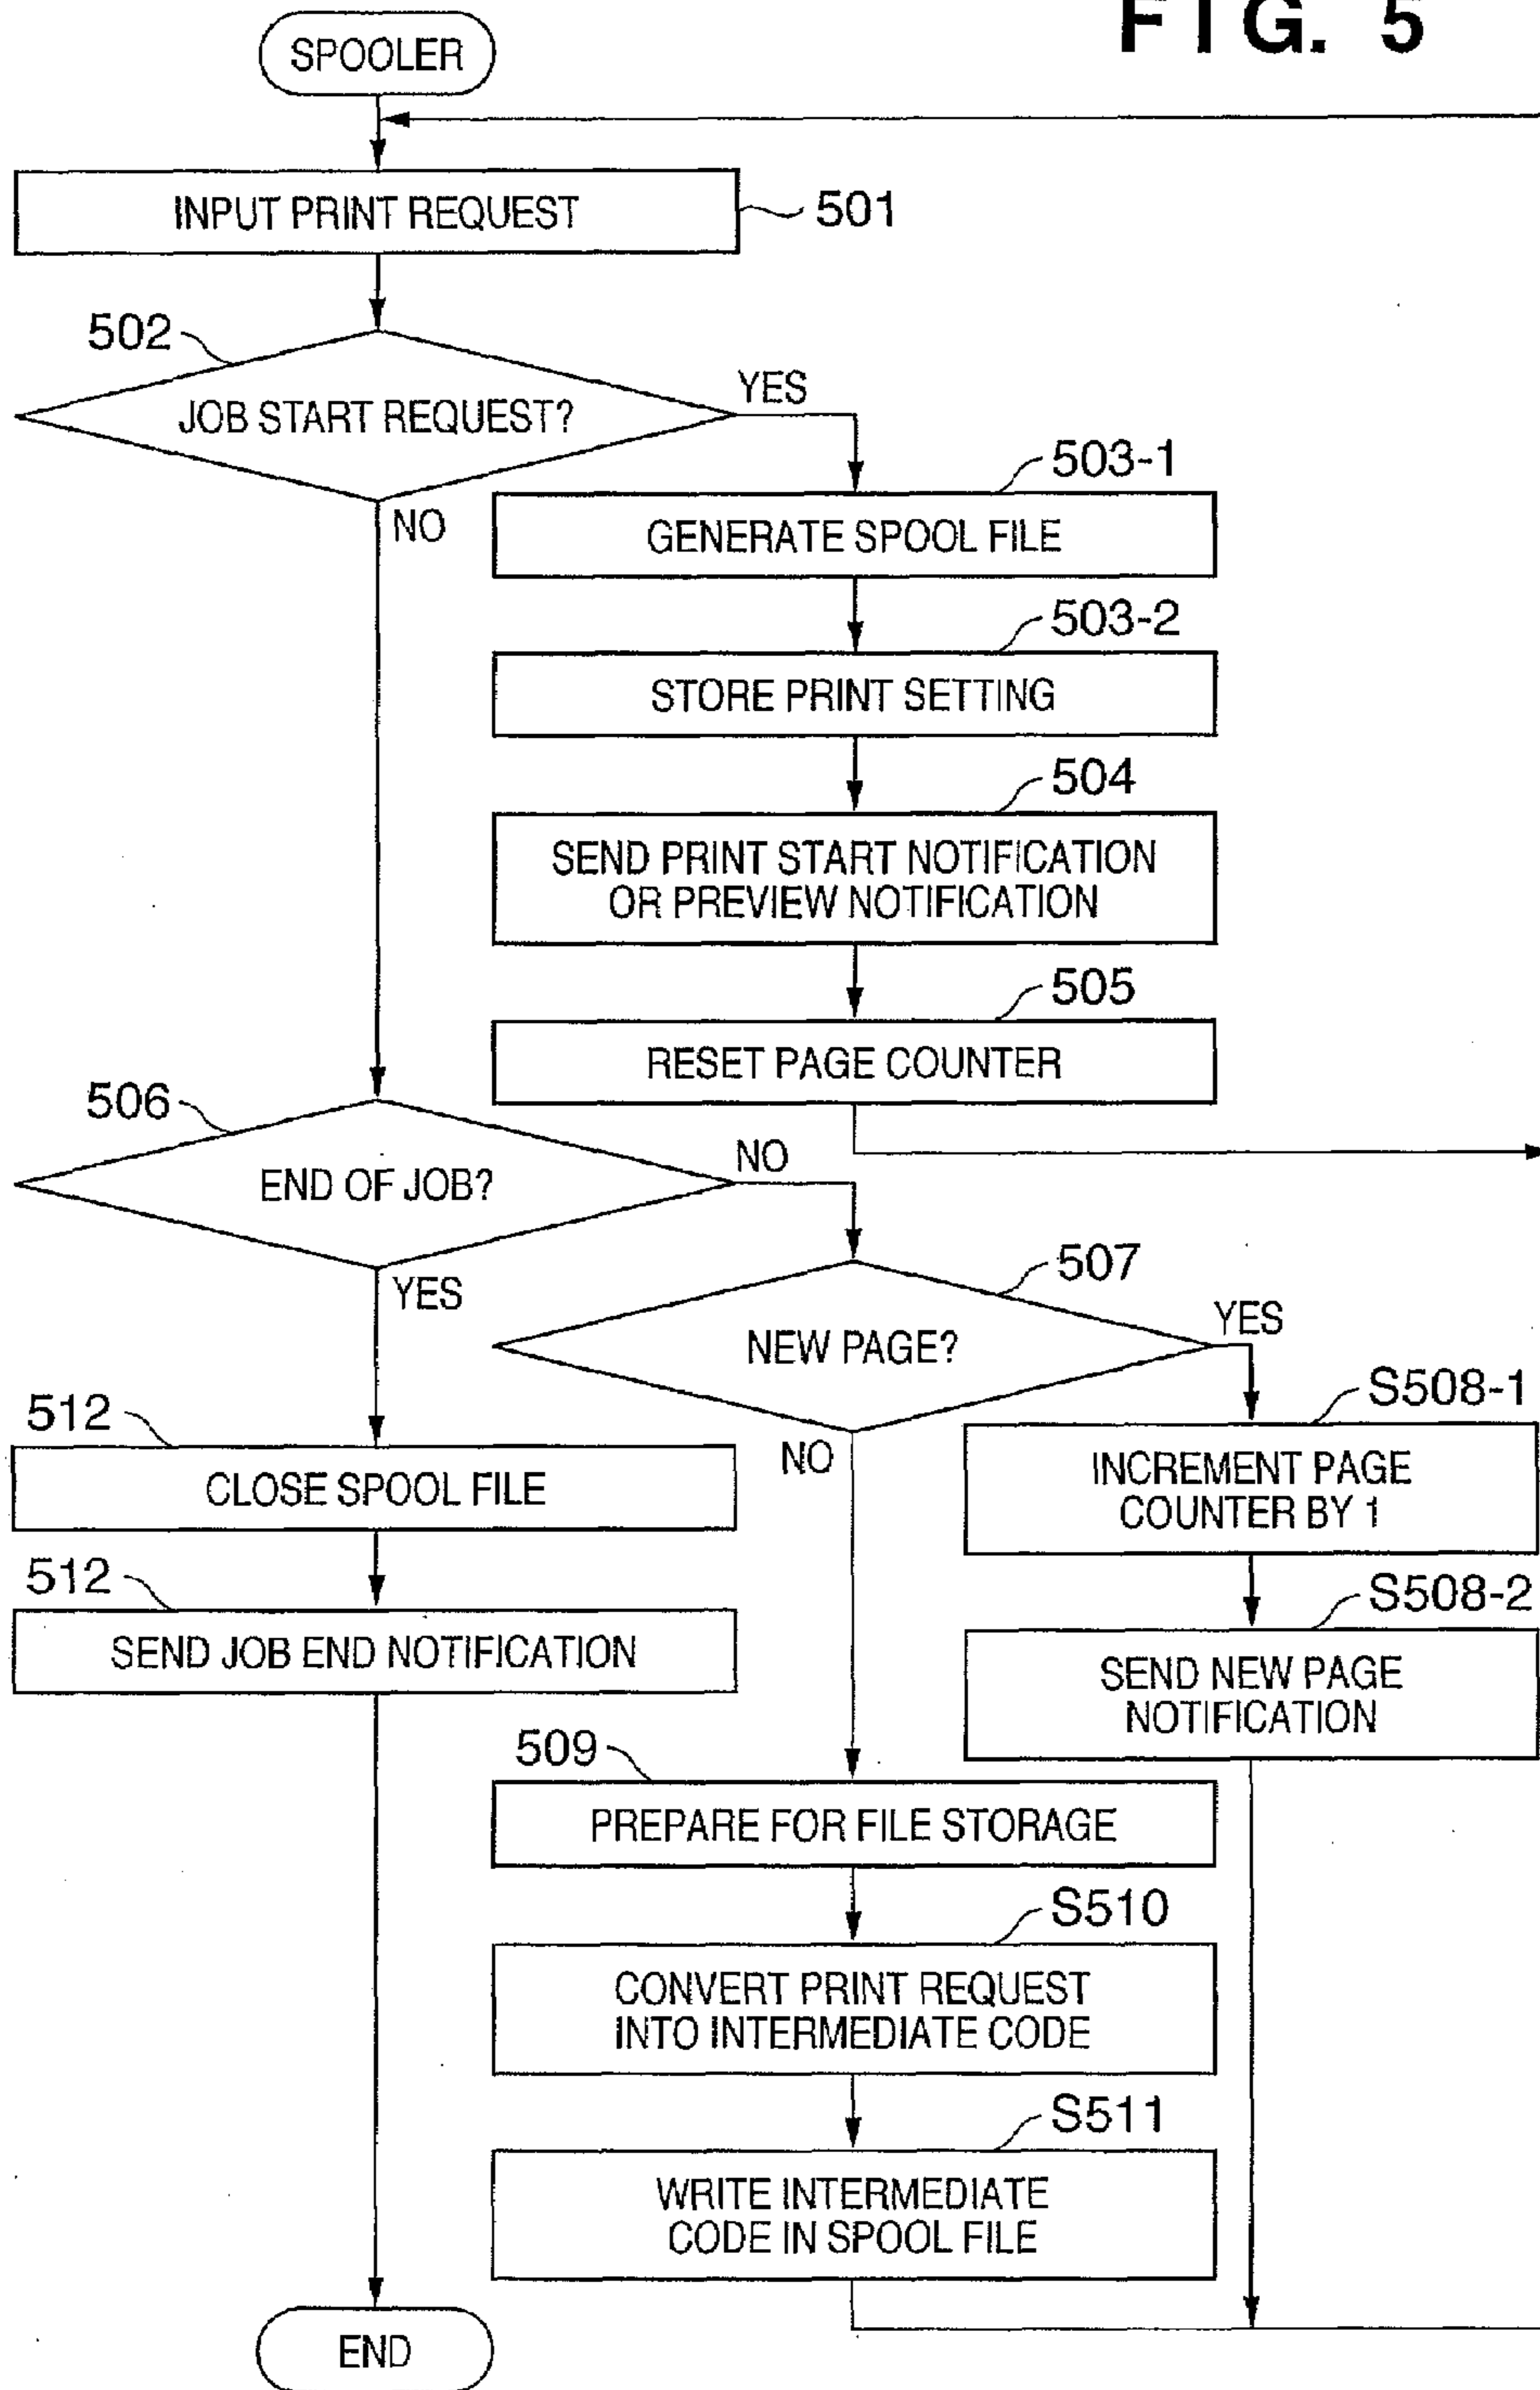 FIG. 5
SPOOLER
INPUT PRINT REQUEST
501
502
JOB START REQUEST?
YES
NO
503-1
GENERATE SPOOL FILE
503-2
STORE PRINT SETTING
504
SEND PRINT START NOTIFICATION
OR PREVIEW NOTIFICATION
505
RESET PAGE COUNTER
506
END OF JOB?
NO
YES
507
NEW PAGE?
YES
NO
S508-1
INCREMENT PAGE
COUNTER BY 1
S508-2
SEND NEW PAGE
NOTIFICATION
512
CLOSE SPOOL FILE
512
SEND JOB END NOTIFICATION
509
PREPARE FOR FILE STORAGE
S510
CONVERT PRINT REQUEST
INTO INTERMEDIATE CODE
S511
WRITE INTERMEDIATE
CODE IN SPOOL FILE
END